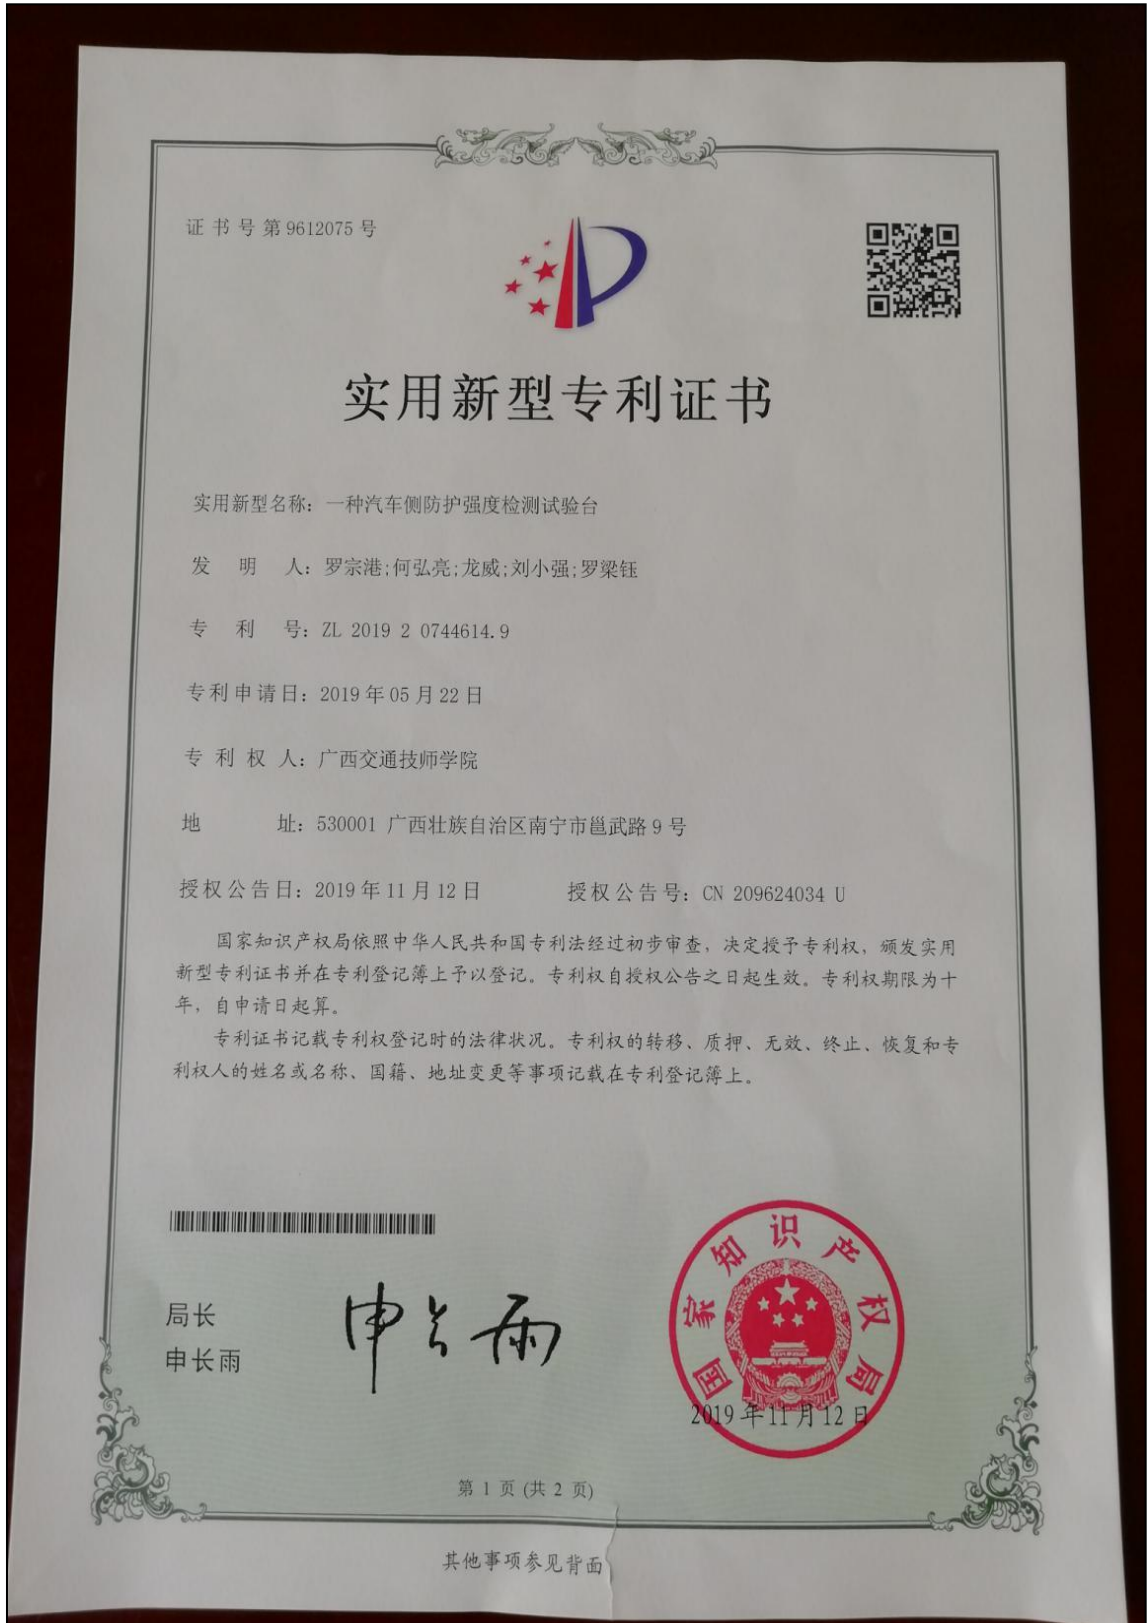 证书号第9612075号
实用新型专利证书
实用新型名称：一种汽车侧防护强度检测试验台
发明人：罗宗港;何弘亮;龙威;刘小强;罗梁钰
专利号：ZL 2019 2 0744614.9
专利申请日：2019年05月22日
专利权人：广西交通技师学院
地址：530001 广西壮族自治区南宁市邕武路9号
授权公告日：2019年11月12日 授权公告号：CN 209624034 U
国家知识产权局依照中华人民共和国专利法经过初步审查，决定授予专利权，颁发实用
新型专利证书并在专利登记簿上予以登记。专利权自授权公告之日起生效。专利权期限为十
年，自申请日起算。
专利证书记载专利权登记时的法律状况。专利权的转移、质押、无效、终止、恢复和专
利权人的姓名或名称、国籍、地址变更等事项记载在专利登记簿上。
局长
申长雨
申长雨
国家知识产权局
2019年11月12日
第 1 页 (共 2 页)
其他事项参见背面